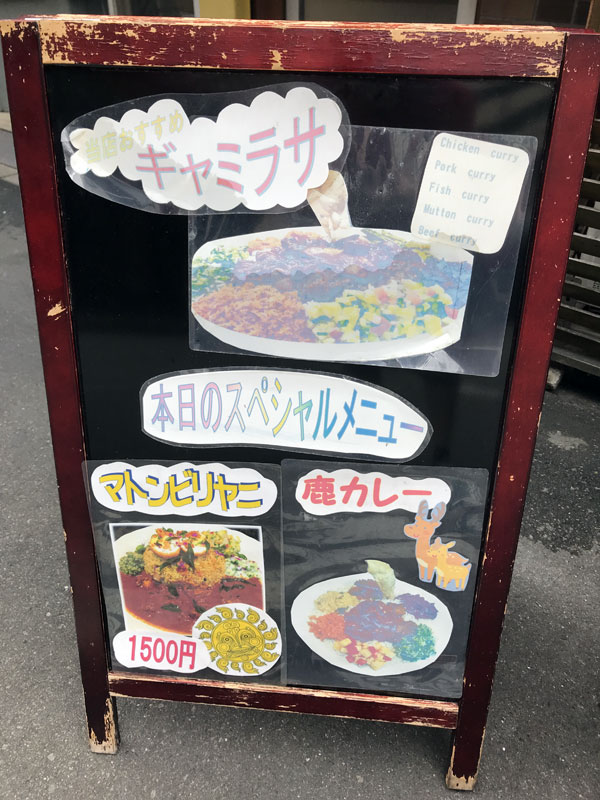 当店おすすめ
ギャミラサ
Chicken curry
Pork curry
Fish curry
Mutton curry
Beef curry
本日のスペシャルメニュー
マトンビリヤニ
1500円
鹿カレー